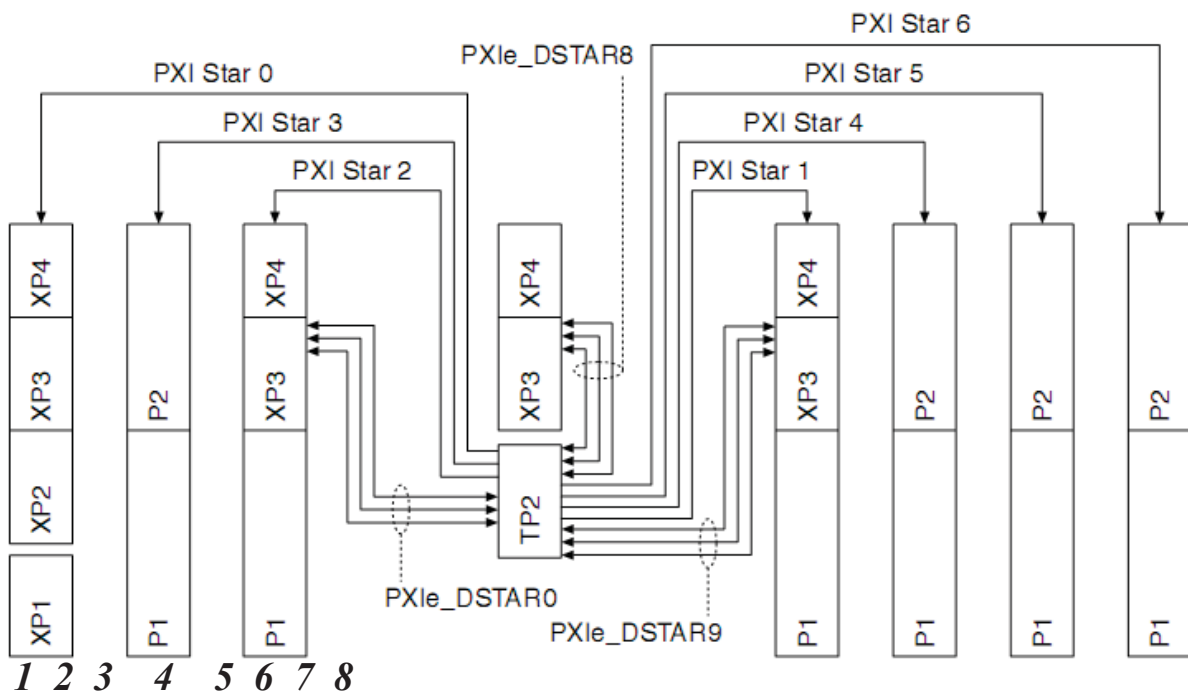 PXI Star 6
PXIe_DSTAR8
PXI Star 0
PXI Star 5
PXI Star 3
PXI Star 4
PXI Star 2
PXI Star 1
XP4
XP4
XP4
XP4
XP3
P2
XP3
XP3
XP3
P2
P2
P2
XP2
TP2
PXIe_DSTAR0
PXIe_DSTAR9
XP1
P1
P1
P1
P1
P1
P1
1 2 3 4 5 6 7 8